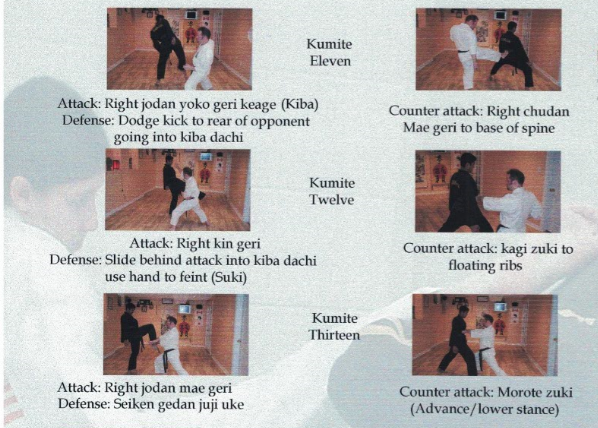 Kumite
Eleven
Attack: Right jodan yoko geri keage (Kiba)
Defense: Dodge kick to rear of opponent
going into kiba dachi
Counter attack: Right chudan
Mae geri to base of spine
Kumite
Twelve
Attack: Right kin geri
Defense: Slide behind attack into kiba dachi
use hand to feint (Suki)
Counter attack: kagi zuki to
floating ribs
Kumite
Thirteen
Attack: Right jodan mae geri
Defense: Seiken gedan juji uke
Counter attack: Morote zuki
(Advance/lower stance)